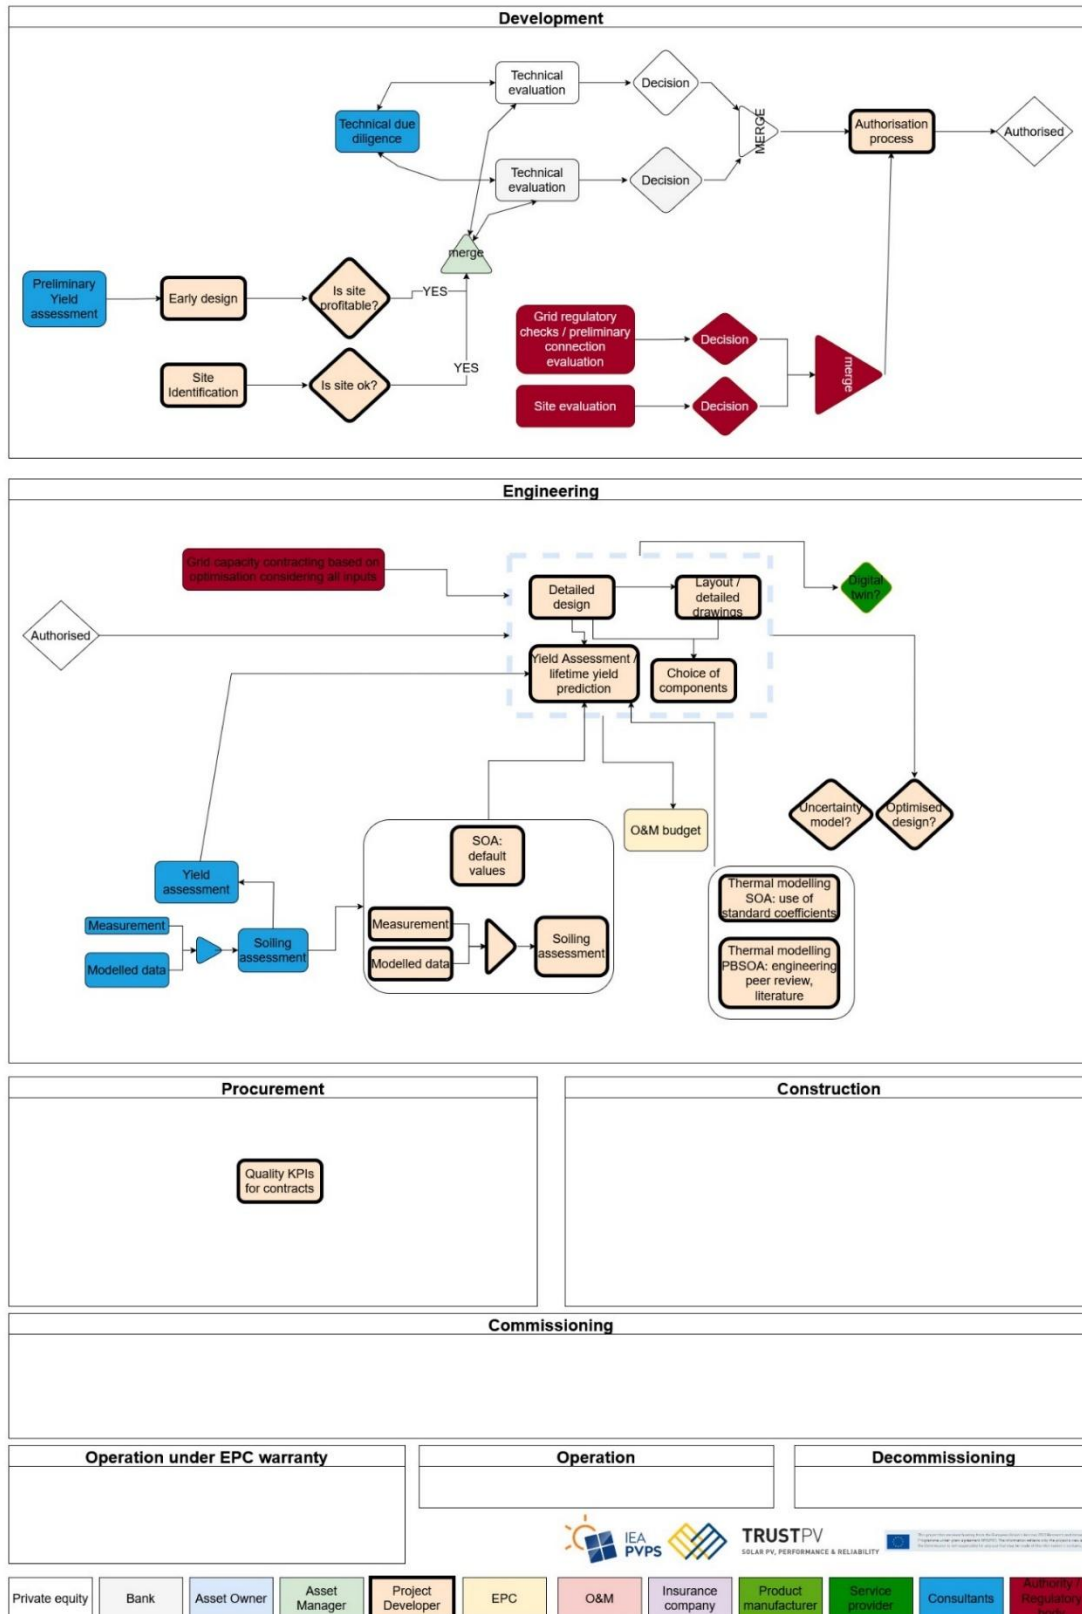 Development
Technical
evaluation
Decision
Technical due
diligence
MERGE
Authorisation
process
Authorised
Technical
evaluation
Decision
merge
Preliminary
Yield
assessment
Early design
Is site
profitable?
YES
Grid regulatory
checks / preliminary
connection
evaluation
Decision
merge
YES
Site
Identification
Is site ok?
Site evaluation
Decision
Engineering
Grid capacity contracting based on
optimisation considering all inputs
Detailed
design
Layout /
detailed
drawings
Digital
twin?
Authorised
Yield Assessment /
lifetime yield
prediction
Choice of
components
Uncertainty
model?
Optimised
design?
O&M budget
SOA:
default
values
Yield
assessment
Measurement
Modelled data
Soiling
assessment
Measurement
Modelled data
Soiling
assessment
Thermal modelling
SOA: use of
standard coefficients
Thermal modelling
PBSOA: engineering
peer review,
literature
Procurement
Construction
Quality KPIs
for contracts
Commissioning
Operation under EPC warranty
Operation
Decommissioning
IEA
PVPS
TRUSTPV
SOLAR PV, PERFORMANCE & RELIABILITY
Private equity
Bank
Asset Owner
Asset
Manager
Project
Developer
EPC
O&M
Insurance
company
Product
manufacturer
Service
provider
Consultants
Authority /
Regulatory
body